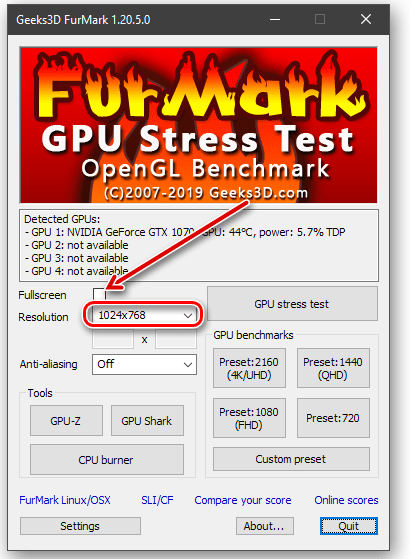 Geeks3D FurMark 1.20.5.0
FurMark
GPU Stress Test
OpenGL Benchmark
(C)2007-2019 Geeks3D.com
Detected GPUs:
- GPU 1: NVIDIA GeForce GTX 1070 GPU: 44°C, power: 5.7% TDP
- GPU 2: not available
- GPU 3: not available
- GPU 4: not available
Fullscreen
GPU stress test
Resolution 1024x768
x
GPU benchmarks
Anti-aliasing Off
Preset:2160
(4K/UHD)
Preset:1440
(QHD)
Tools
GPU-Z GPU Shark
Preset:1080
(FHD)
Preset:720
CPU burner
Custom preset
FurMark Linux/OSX SLI/CF Compare your score Online scores
Settings About... Quit